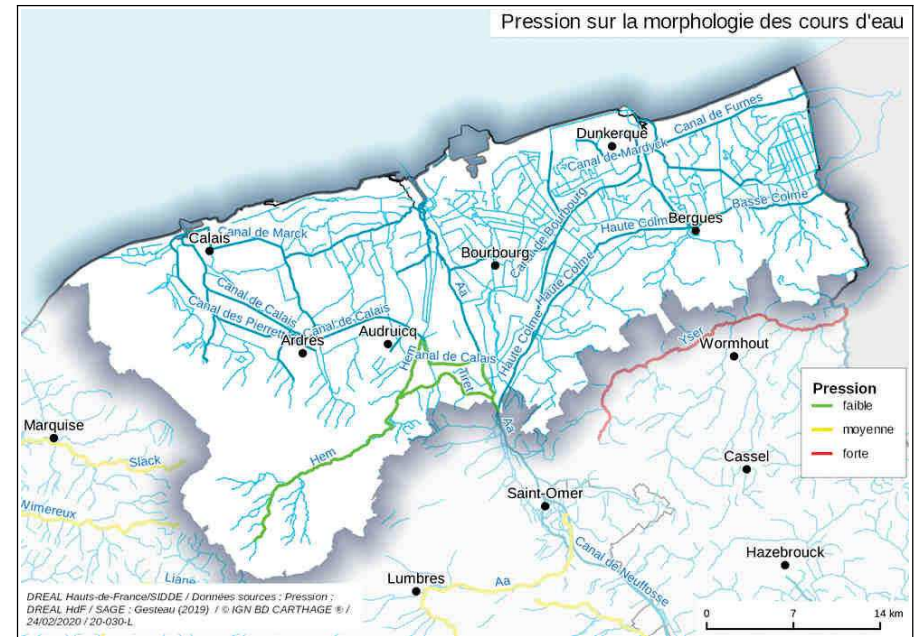 Pression sur la morphologie des cours d'eau
Dunkerque
Canal de Furnes
Canal de Mardyck
Basse Colme
Bergues
Haute Colm
Canal de Bourbourg
Calais
Canal de Marck
Bourbourg
Haute Colme
Aa
Canal de Calais
Canal des Pierrett
Canal de Calais
Ardres
Audruicq
Hem
Canal de Calais
Haute Colme
Tiret
Yser
Wormhout
Aa
Pression
faible
moyenne
forte
Marquise
Slack
Hem
Cassel
Wimereux
Saint-Omer
Canal de Neuffosse
Hazebrouck
Liane
Lumbres
Aa
DREAL Hauts-de-France/SIDDE / Données sources : Pression :
DREAL HdF / SAGE : Gesteau (2019) / © IGN BD CARTHAGE ® /
24/02/2020 / 20-030-L
0 7 14 km